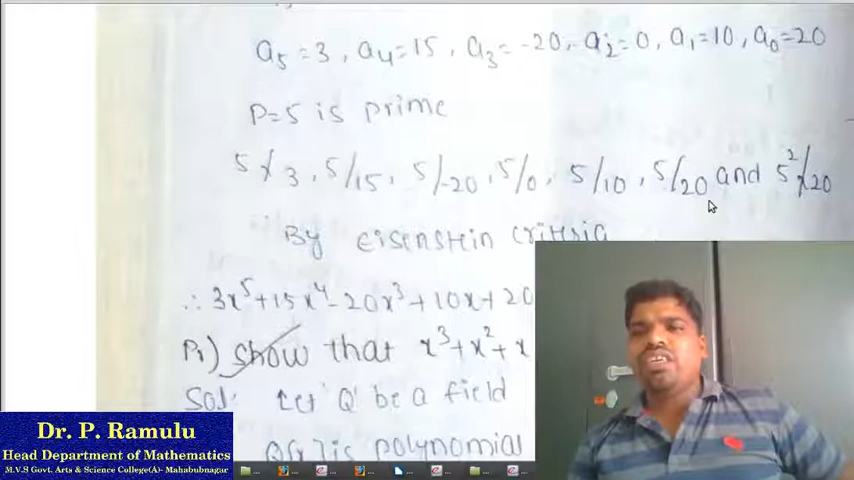 a5 = 3, a4 = 15, a3 = -20, a2 = 0, a1 = 10, a0 = 20
P=5 is prime
5∤3, 5/15, 5/-20, 5/0, 5/10, 5/20 and 5²∤20
By eisenstein criteria
∴ 3x⁵+15x⁴-20x³+10x+20
Pr) show that x³+x²+x
Sol: Let 'Q' be a field
Q[x] is polynomial
Dr. P. Ramulu
Head Department of Mathematics
M.V.S Govt. Arts & Science College(A)- Mahabubnagar